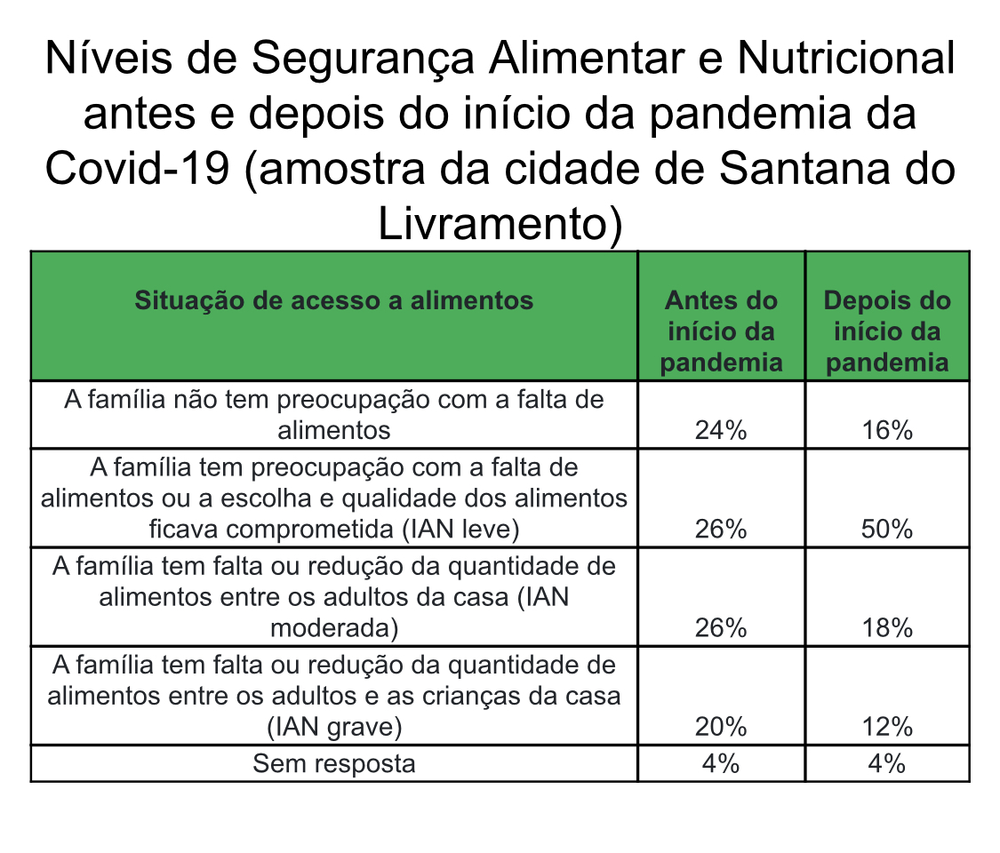 Níveis de Segurança Alimentar e Nutricional
antes e depois do início da pandemia da
Covid-19 (amostra da cidade de Santana do
Livramento)
Situação de acesso a alimentos
Antes do
início da
pandemia
Depois do
início da
pandemia
A família não tem preocupação com a falta de
alimentos
24%
16%
A família tem preocupação com a falta de
alimentos ou a escolha e qualidade dos alimentos
ficava comprometida (IAN leve)
26%
50%
A família tem falta ou redução da quantidade de
alimentos entre os adultos da casa (IAN
moderada)
26%
18%
A família tem falta ou redução da quantidade de
alimentos entre os adultos e as crianças da casa
(IAN grave)
20%
12%
Sem resposta
4%
4%